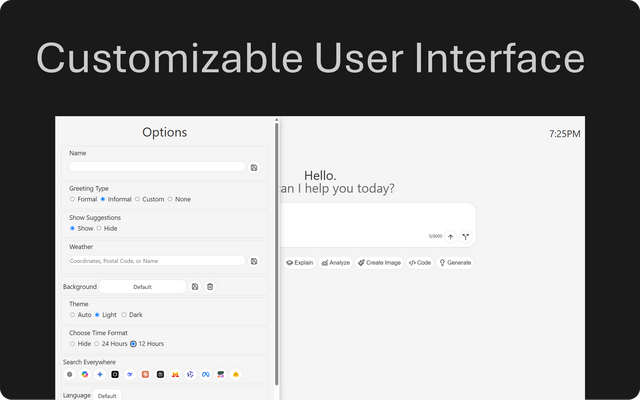 Customizable User Interface
Options
7:25PM
Name
Hello.
an I help you today?
Greeting Type
Formal Informal Custom None
Show Suggestions
Show Hide
0/8000
Weather
Coordinates, Postal Code, or Name
Explain Analyze Create Image Code Generate
Background Default
Theme
Auto Light Dark
Choose Time Format
Hide 24 Hours 12 Hours
Search Everywhere
Language Default